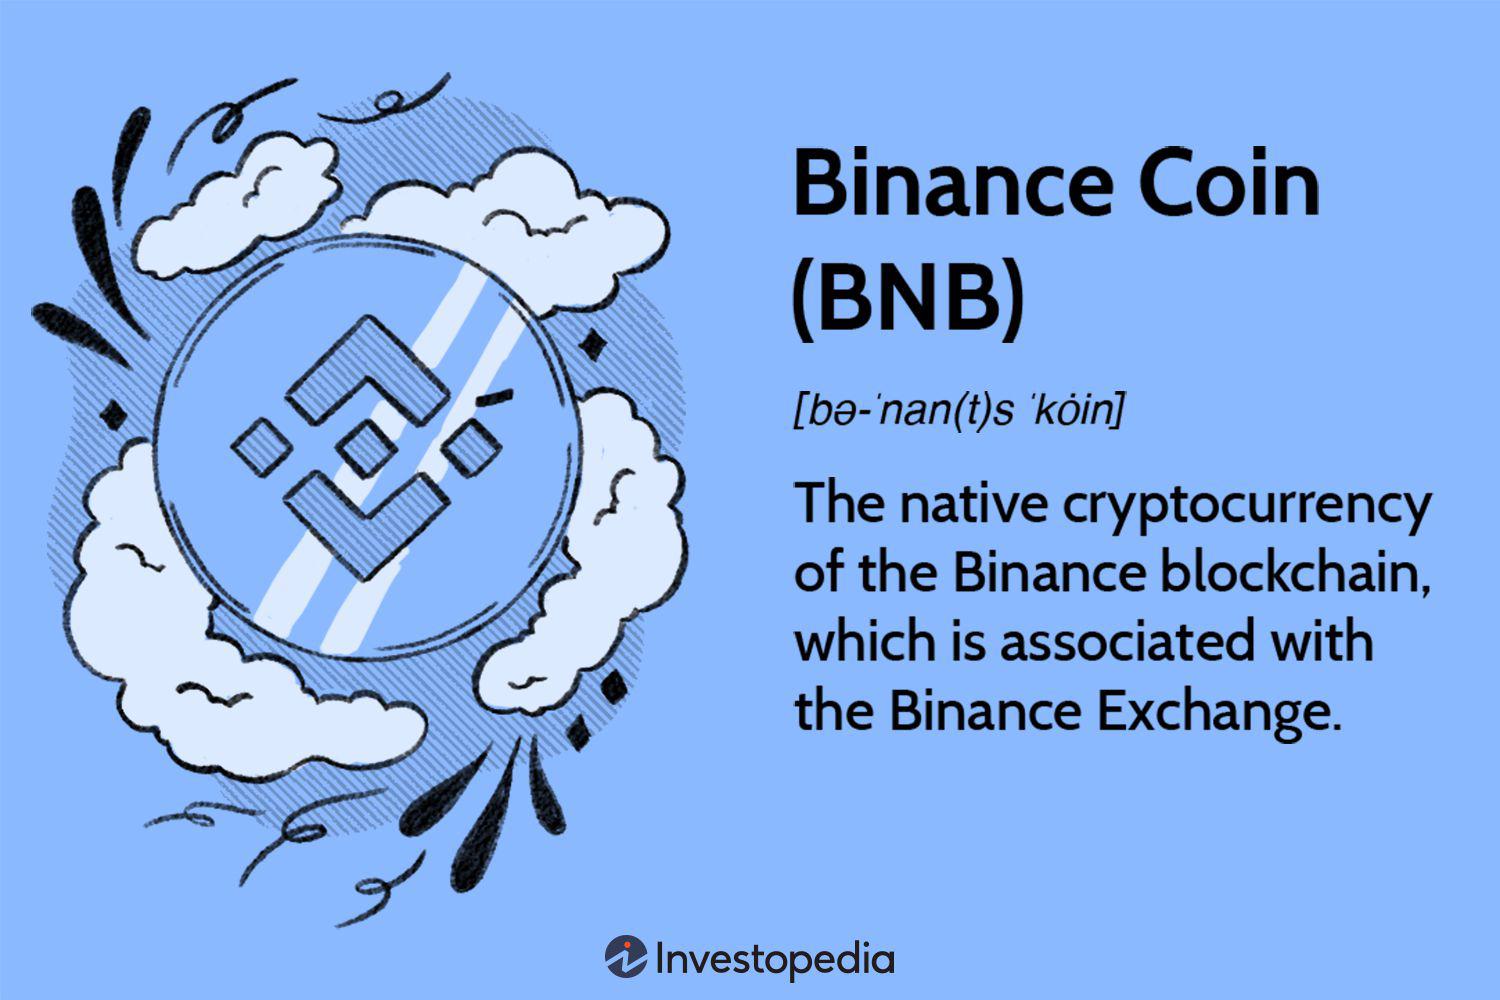 Binance Coin
(BNB)
[bə-ˈnan(t)s ˈkȯin]
The native cryptocurrency
of the Binance blockchain,
which is associated with
the Binance Exchange.
Investopedia